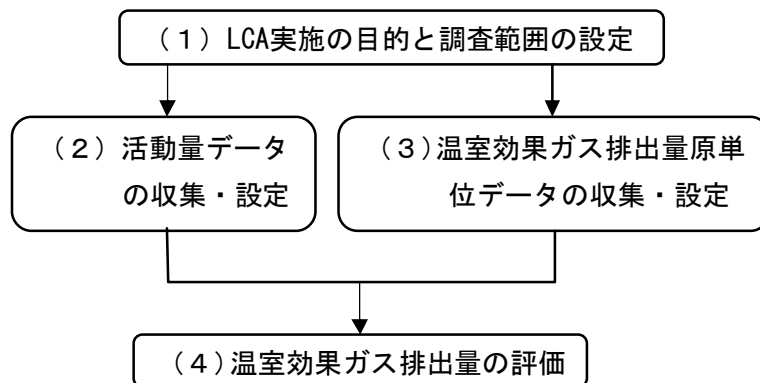 （１）LCA実施の目的と調査範囲の設定
（２）活動量データ
の収集・設定
（３）温室効果ガス排出量原単
位データの収集・設定
（４）温室効果ガス排出量の評価